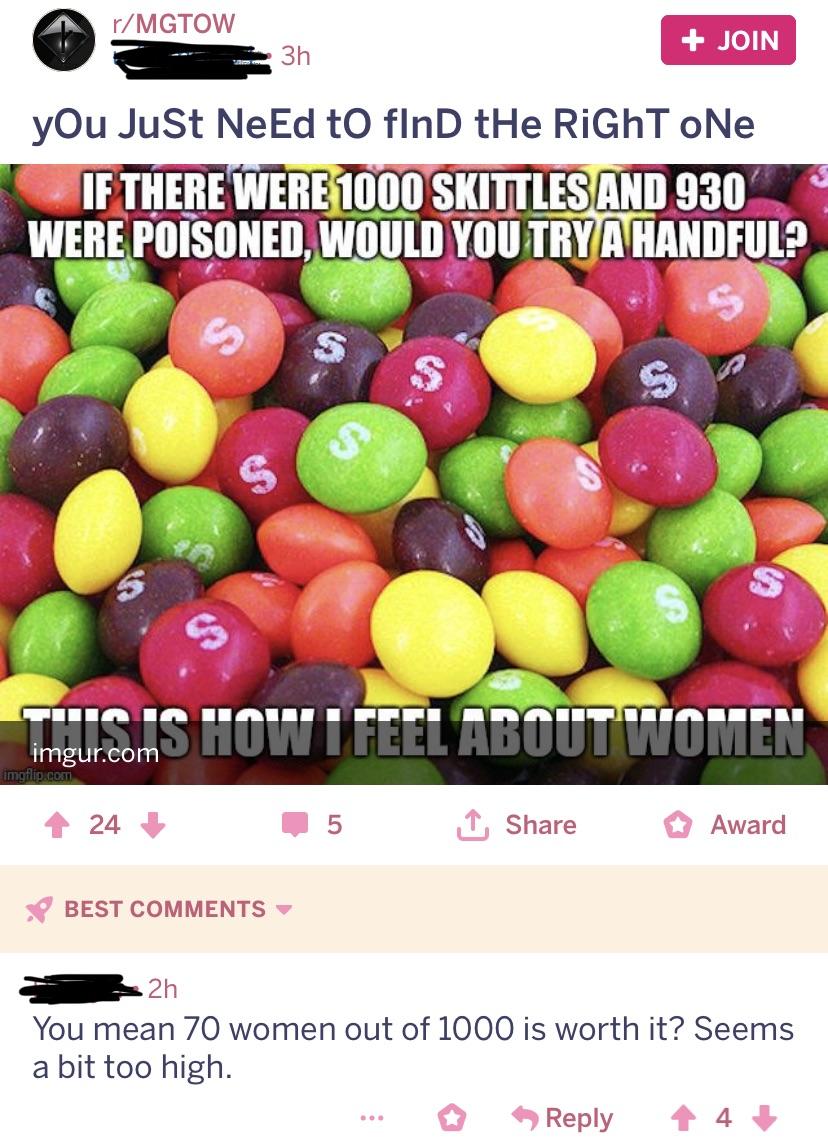 r/MGTOW
3h
+ JOIN
yOu JuSt NeEd tO fInD tHe RiGhT oNe
IF THERE WERE 1000 SKITTLES AND 930
WERE POISONED, WOULD YOU TRY A HANDFUL?
THIS IS HOW I FEEL ABOUT WOMEN
imgur.com
imgflip.com
24
5
Share
Award
BEST COMMENTS
2h
You mean 70 women out of 1000 is worth it? Seems
a bit too high.
... Reply 4